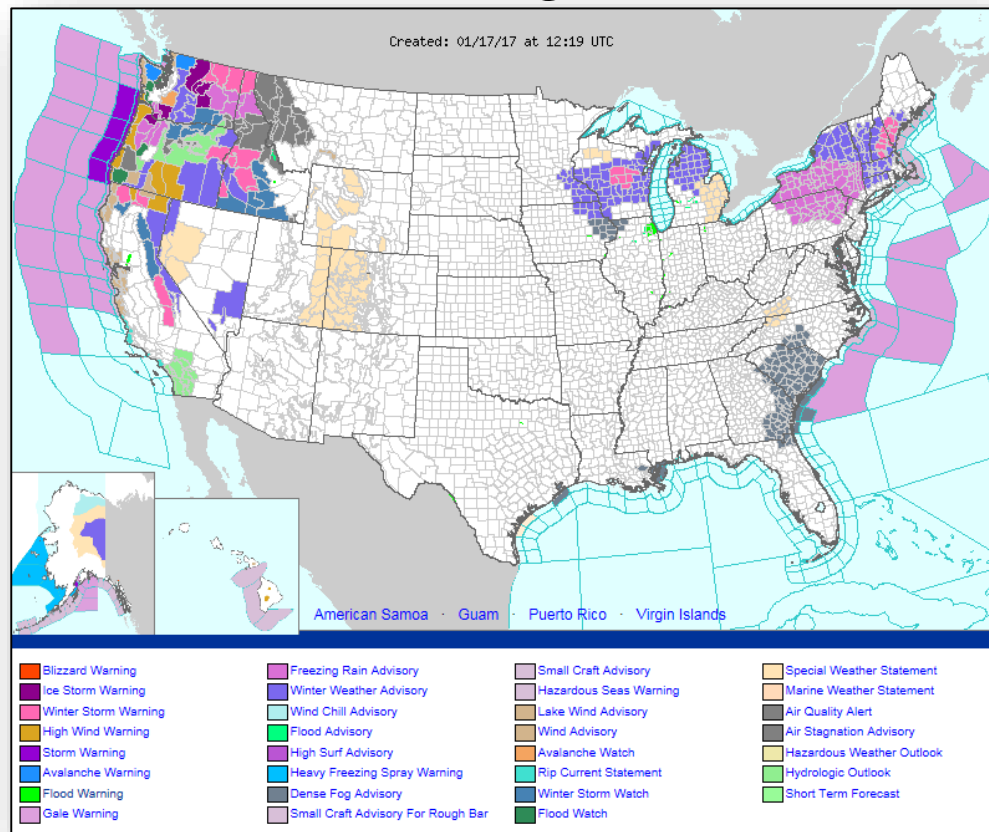 Created: 01/17/17 at 12:19 UTC
American Samoa · Guam · Puerto Rico · Virgin Islands
Blizzard Warning
Ice Storm Warning
Winter Storm Warning
High Wind Warning
Storm Warning
Avalanche Warning
Flood Warning
Gale Warning
Freezing Rain Advisory
Winter Weather Advisory
Wind Chill Advisory
Flood Advisory
High Surf Advisory
Heavy Freezing Spray Warning
Dense Fog Advisory
Small Craft Advisory For Rough Bar
Small Craft Advisory
Hazardous Seas Warning
Lake Wind Advisory
Wind Advisory
Avalanche Watch
Rip Current Statement
Winter Storm Watch
Flood Watch
Special Weather Statement
Marine Weather Statement
Air Quality Alert
Air Stagnation Advisory
Hazardous Weather Outlook
Hydrologic Outlook
Short Term Forecast